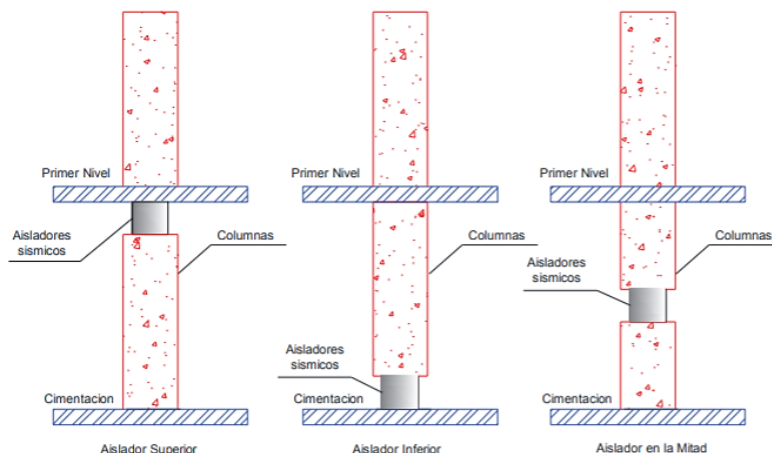 Primer Nivel
Aisladores
sismicos
Columnas
Cimentacion
Aislador Superior
Primer Nivel
Columnas
Aisladores
sismicos
Cimentacion
Aislador Inferior
Primer Nivel
Columnas
Aisladores
sismicos
Cimentacion
Aislador en la Mitad